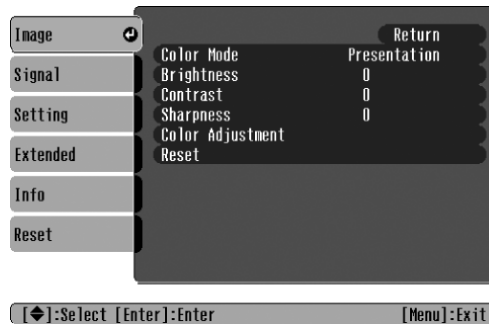 Image
Signal
Setting
Extended
Info
Reset
Return
Color Mode Presentation
Brightness 0
Contrast 0
Sharpness 0
Color Adjustment
Reset
[◆]:Select [Enter]:Enter [Menu]:Exit